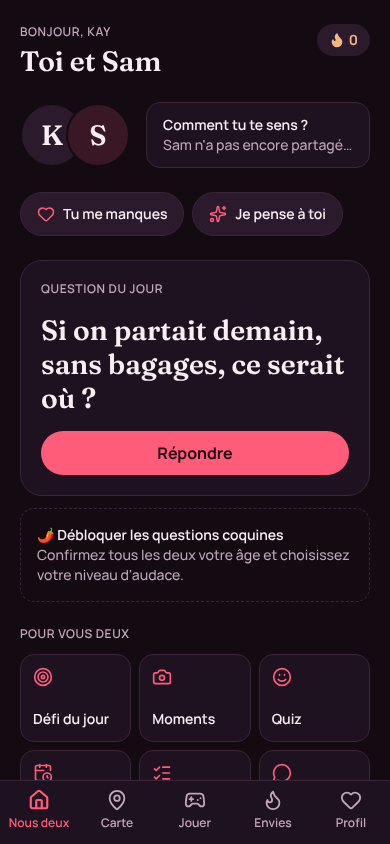 BONJOUR, KAY
Toi et Sam
0
K
S
Comment tu te sens ?
Sam n'a pas encore partagé…
Tu me manques
Je pense à toi
QUESTION DU JOUR
Si on partait demain,
sans bagages, ce serait
où ?
Répondre
🌶️ Débloquer les questions coquines
Confirmez tous les deux votre âge et choisissez
votre niveau d'audace.
POUR VOUS DEUX
Défi du jour
Moments
Quiz
Nous deux
Carte
Jouer
Envies
Profil